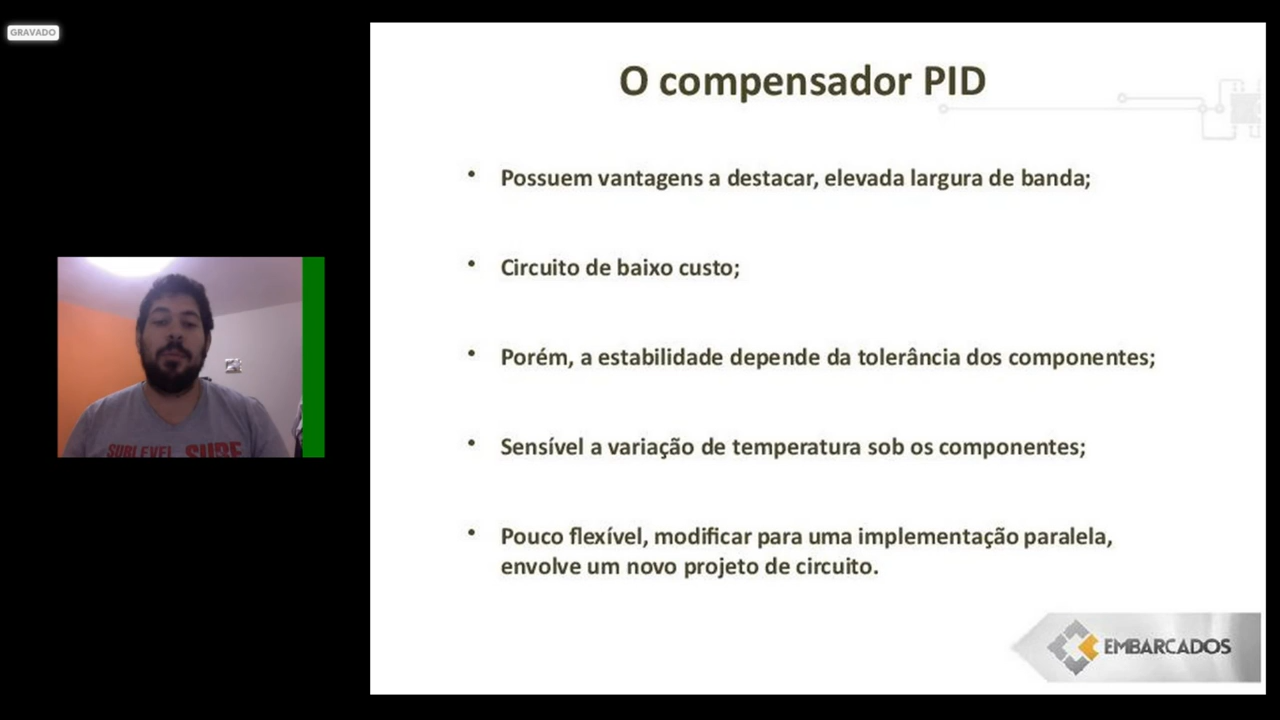 GRAVADO
O compensador PID
• Possuem vantagens a destacar, elevada largura de banda;
• Circuito de baixo custo;
• Porém, a estabilidade depende da tolerância dos componentes;
• Sensível a variação de temperatura sob os componentes;
• Pouco flexível, modificar para uma implementação paralela,
envolve um novo projeto de circuito.
SUBLEVEL SURF
EMBARCADOS